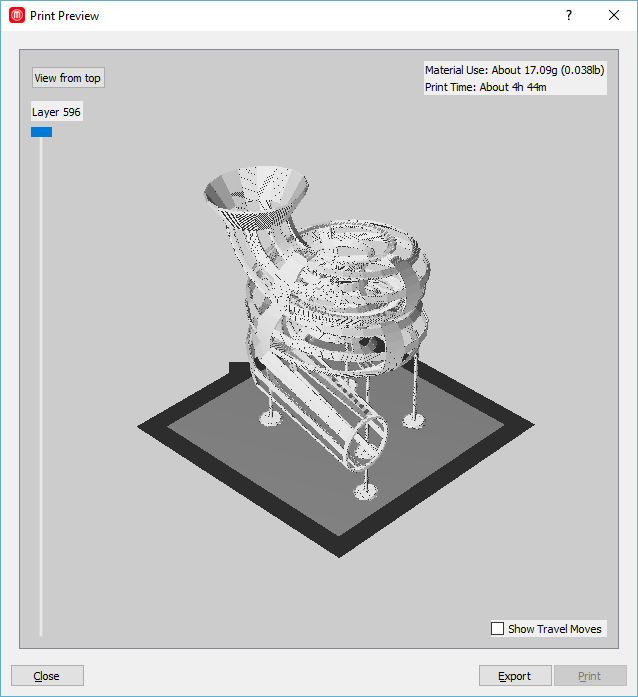 Print Preview
View from top
Material Use: About 17.09g (0.038lb)
Print Time: About 4h 44m
Layer 596
Show Travel Moves
Close
Export
Print